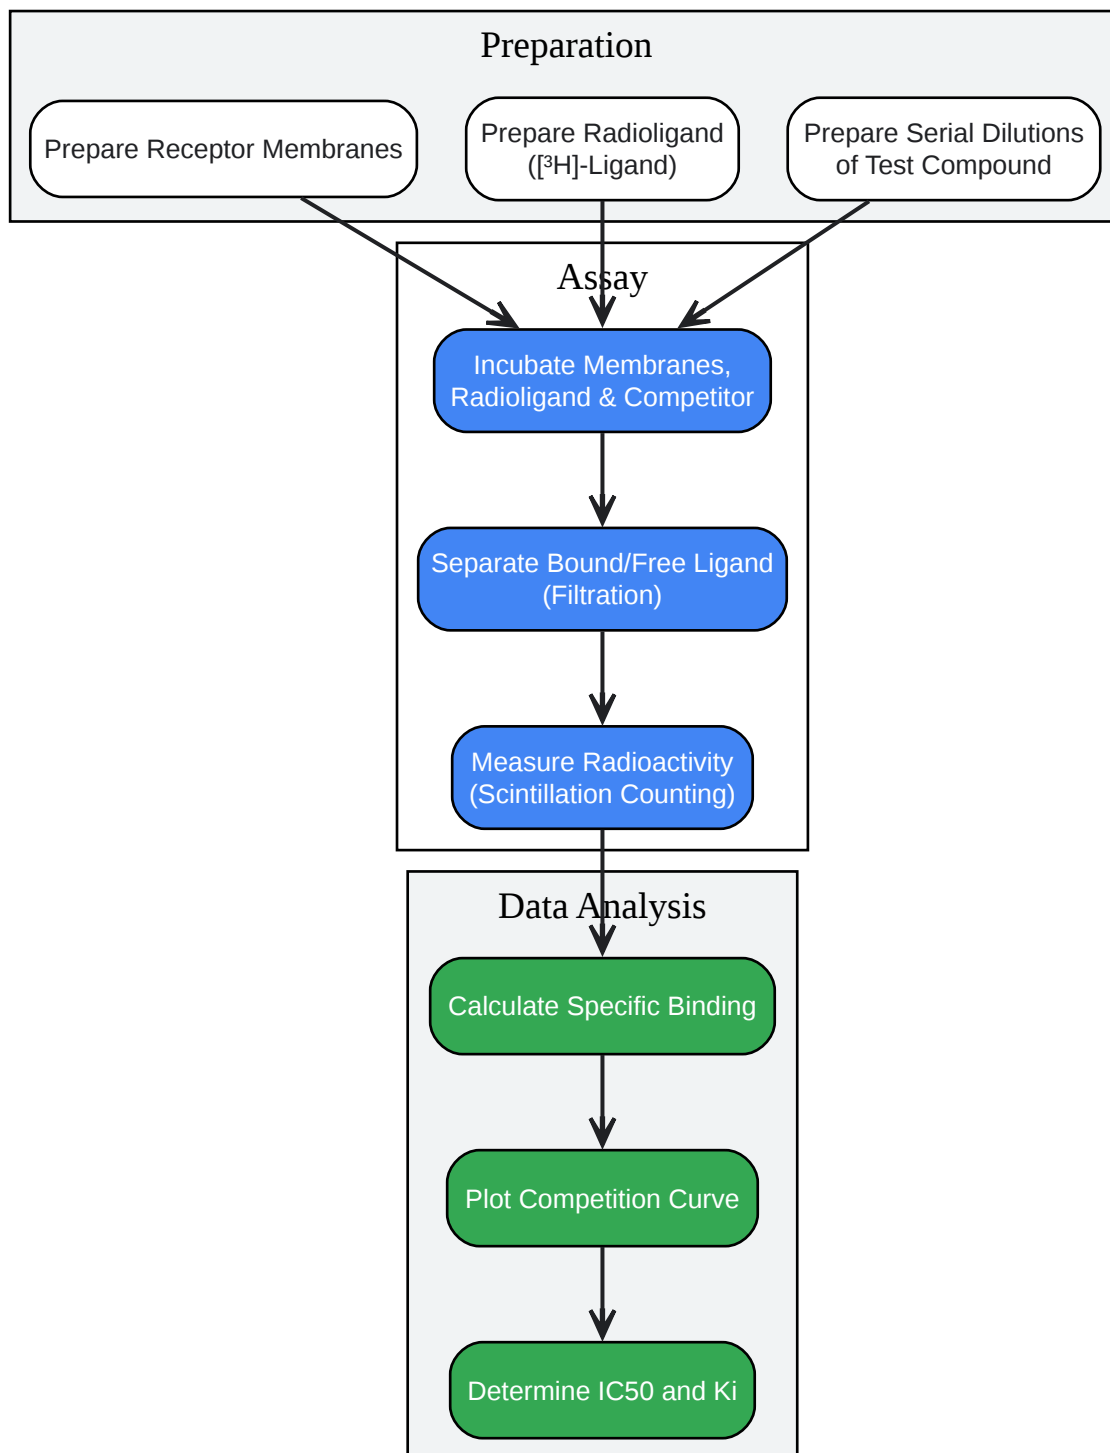 Preparation
Prepare Receptor Membranes
Prepare Radioligand
([³H]-Ligand)
Prepare Serial Dilutions
of Test Compound
Assay
Incubate Membranes,
Radioligand & Competitor
Separate Bound/Free Ligand
(Filtration)
Measure Radioactivity
(Scintillation Counting)
Data Analysis
Calculate Specific Binding
Plot Competition Curve
Determine IC50 and Ki